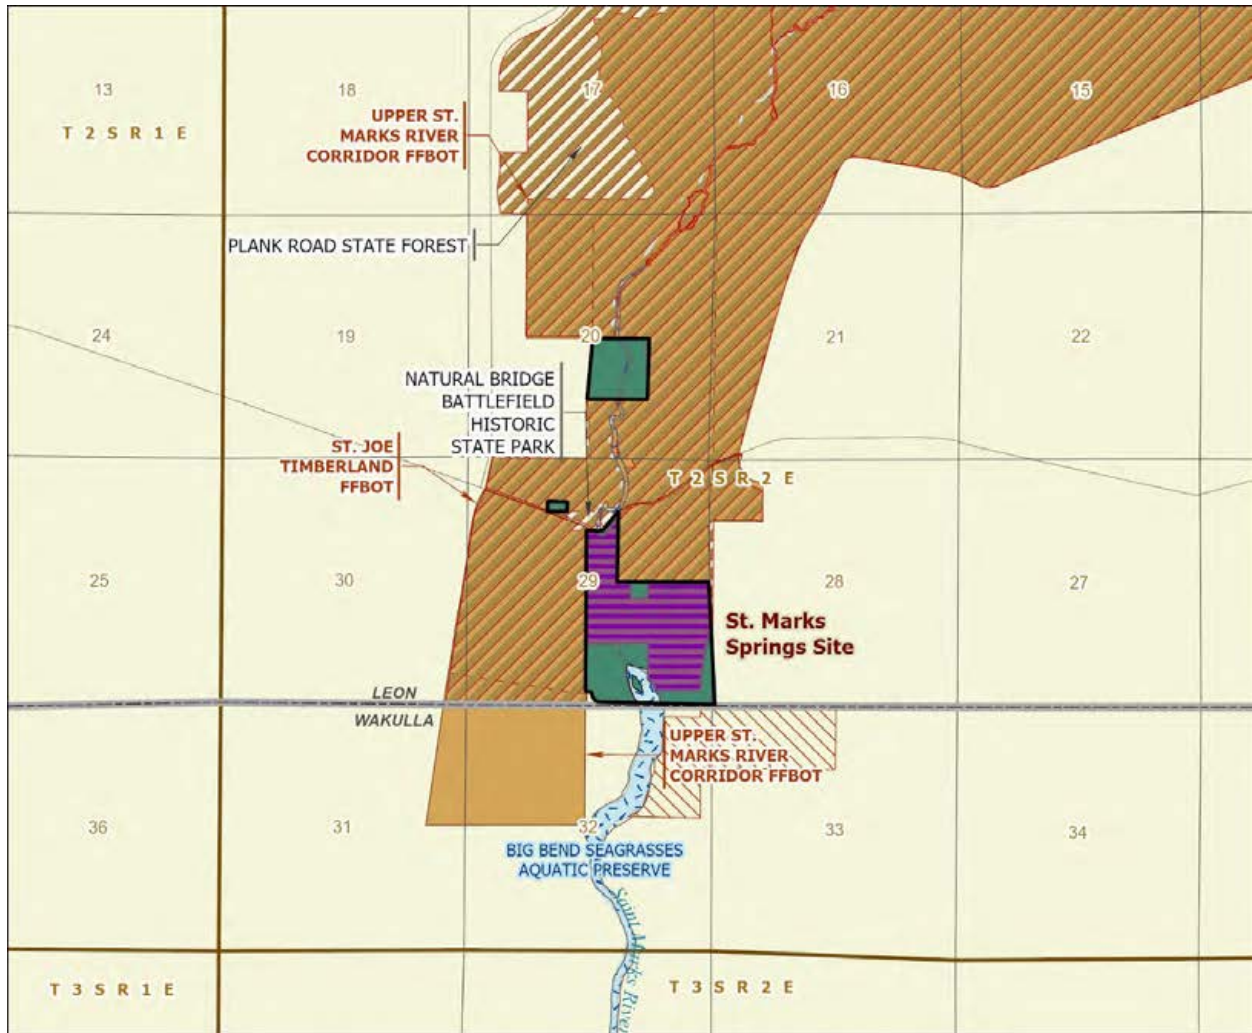 13
18
17
16
15
T 2 S R 1 E
UPPER ST.
MARKS RIVER
CORRIDOR FFBOT
PLANK ROAD STATE FOREST
24
19
20
21
22
NATURAL BRIDGE
BATTLEFIELD
HISTORIC
STATE PARK
ST. JOE
TIMBERLAND
FFBOT
T 2 S R 2 E
25
30
29
28
27
St. Marks
Springs Site
LEON
WAKULLA
UPPER ST.
MARKS RIVER
CORRIDOR FFBOT
36
31
32
33
34
BIG BEND SEAGRASSES
AQUATIC PRESERVE
Saint Marks River
T 3 S R 1 E
T 3 S R 2 E